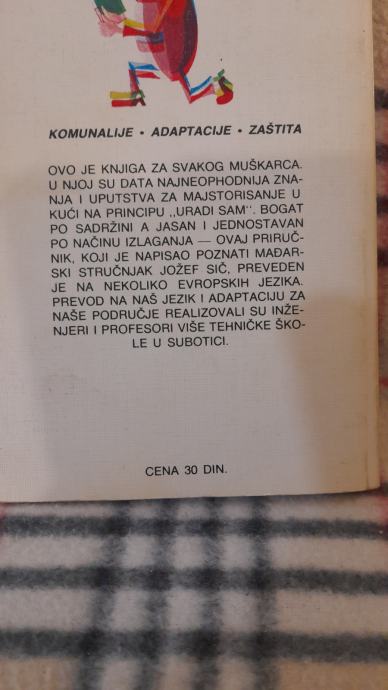 KOMUNALIJE • ADAPTACIJE • ZAŠTITA
OVO JE KNJIGA ZA SVAKOG MUŠKARCA.
U NJOJ SU DATA NAJNEOPHODNIJA ZNA-
NJA I UPUTSTVA ZA MAJSTORISANJE U
KUĆI NA PRINCIPU ,,URADI SAM". BOGAT
PO SADRŽINI A JASAN I JEDNOSTAVAN
PO NAČINU IZLAGANJA — OVAJ PRIRUČ-
NIK, KOJI JE NAPISAO POZNATI MAĐAR-
SKI STRUČNJAK JOŽEF SIČ, PREVEDEN
JE NA NEKOLIKO EVROPSKIH JEZIKA.
PREVOD NA NAŠ JEZIK I ADAPTACIJU ZA
NAŠE PODRUČJE REALIZOVALI SU INŽE-
NJERI I PROFESORI VIŠE TEHNIČKE ŠKO-
LE U SUBOTICI.
CENA 30 DIN.